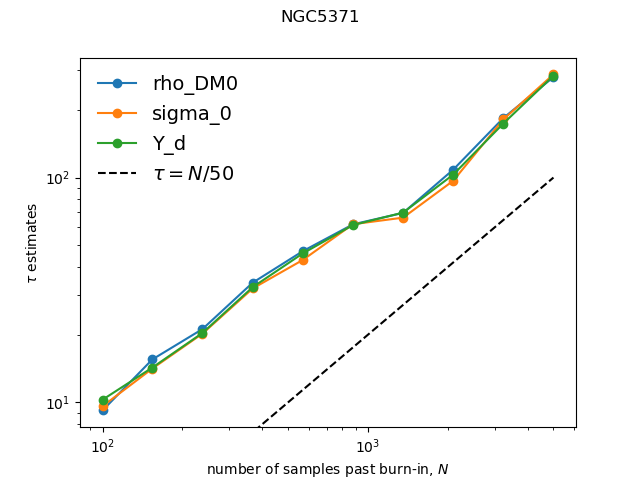 NGC5371
rho_DM0
sigma_0
Y_d
τ = N/50
10²
10¹
τ estimates
10² 10³
number of samples past burn-in, N